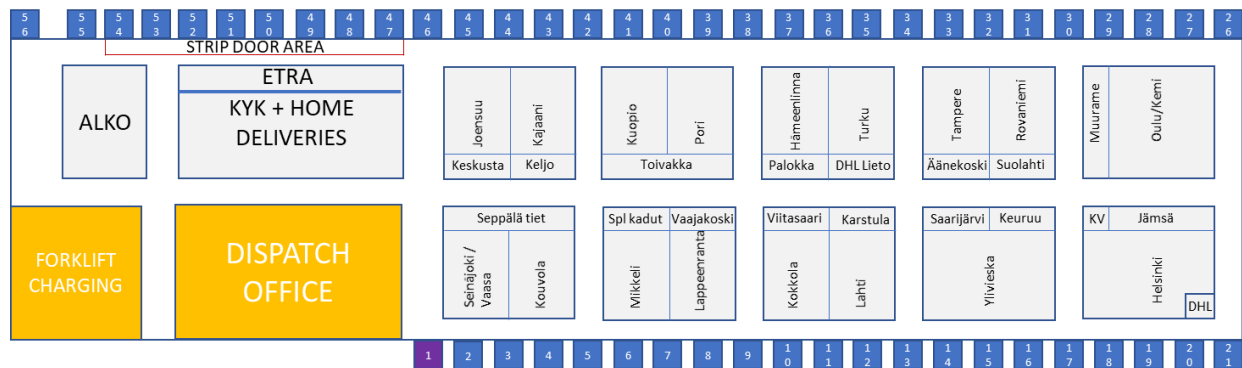 56 55 54 53 52 51 50 49 48 47 46 45 44 43 42 41 40 39 38 37 36 35 34 33 32 31 30 29 28 27 26
STRIP DOOR AREA
ALKO
ETRA
KYK + HOME
DELIVERIES
Joensuu
Kajaani
Keskusta
Keljo
Kuopio
Pori
Toivakka
Hämeenlinna
Turku
Palokka
DHL Lieto
Tampere
Rovaniemi
Äänekoski
Suolahti
Muurame
Oulu/Kemi
FORKLIFT
CHARGING
DISPATCH
OFFICE
Seppälä tiet
Seinäjoki /
Vaasa
Kouvola
Spl kadut
Vaajakoski
Mikkeli
Lappeenranta
Viitasaari
Karstula
Kokkola
Lahti
Saarijärvi
Keuruu
Ylivieska
KV
Jämsä
Helsinki
DHL
1 2 3 4 5 6 7 8 9 10 11 12 13 14 15 16 17 18 19 20 21